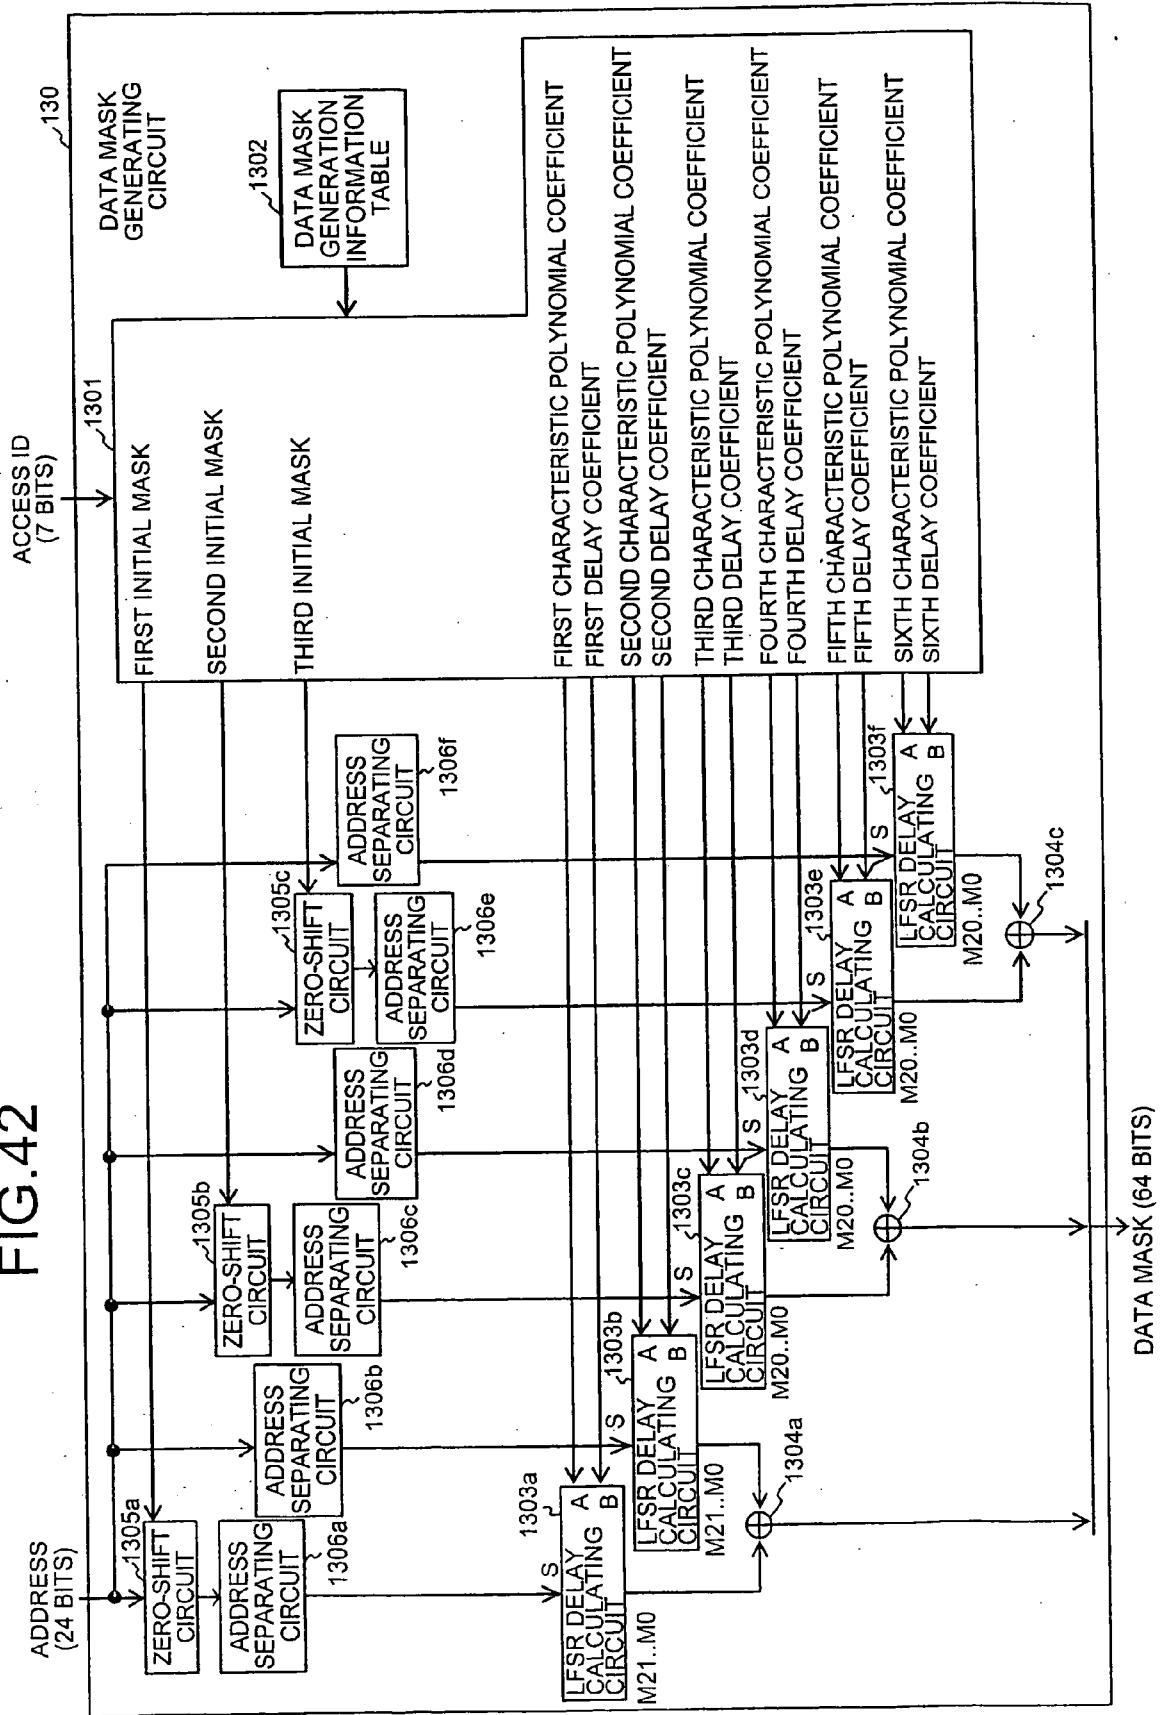 FIG.42
ADDRESS
(24 BITS)
ACCESS ID
(7 BITS)
130
DATA MASK
GENERATING
CIRCUIT
1301
1302
DATA MASK
GENERATION
INFORMATION
TABLE
FIRST INITIAL MASK
SECOND INITIAL MASK
THIRD INITIAL MASK
FIRST CHARACTERISTIC POLYNOMIAL COEFFICIENT
FIRST DELAY COEFFICIENT
SECOND CHARACTERISTIC POLYNOMIAL COEFFICIENT
SECOND DELAY COEFFICIENT
THIRD CHARACTERISTIC POLYNOMIAL COEFFICIENT
THIRD DELAY COEFFICIENT
FOURTH CHARACTERISTIC POLYNOMIAL COEFFICIENT
FOURTH DELAY COEFFICIENT
FIFTH CHARACTERISTIC POLYNOMIAL COEFFICIENT
FIFTH DELAY COEFFICIENT
SIXTH CHARACTERISTIC POLYNOMIAL COEFFICIENT
SIXTH DELAY COEFFICIENT
1305a
ZERO-SHIFT
CIRCUIT
ADDRESS
SEPARATING
CIRCUIT
1306a
ADDRESS
SEPARATING
CIRCUIT
1306b
1305b
ZERO-SHIFT
CIRCUIT
ADDRESS
SEPARATING
CIRCUIT
1306c
ADDRESS
SEPARATING
CIRCUIT
1306d
1305c
ZERO-SHIFT
CIRCUIT
ADDRESS
SEPARATING
CIRCUIT
1306e
ADDRESS
SEPARATING
CIRCUIT
1306f
1303a
S
LFSR DELAY
CALCULATING
CIRCUIT
A
B
M21..M0
1303b
S
LFSR DELAY
CALCULATING
CIRCUIT
A
B
M21..M0
1304a
1303c
S
LFSR DELAY
CALCULATING
CIRCUIT
A
B
M20..M0
1303d
S
LFSR DELAY
CALCULATING
CIRCUIT
A
B
M20..M0
1304b
1303e
S
LFSR DELAY
CALCULATING
CIRCUIT
A
B
M20..M0
1303f
S
LFSR DELAY
CALCULATING
CIRCUIT
A
B
M20..M0
1304c
DATA MASK (64 BITS)